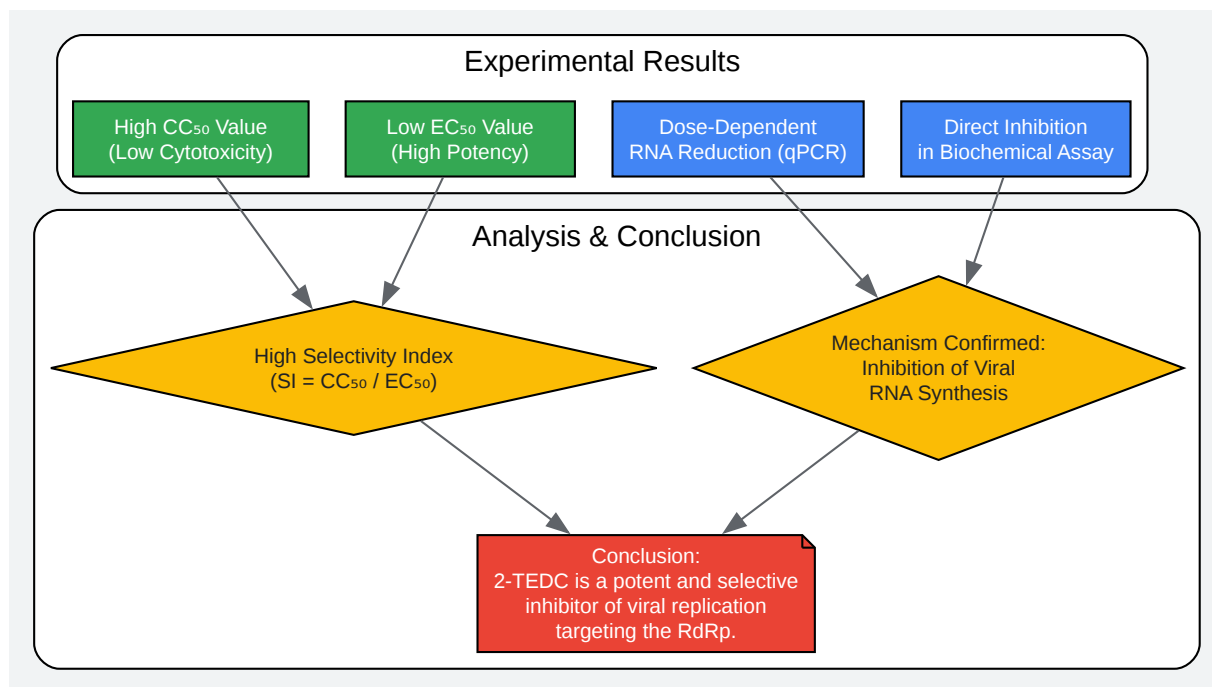 Experimental Results
High CC₅₀ Value
(Low Cytotoxicity)
Low EC₅₀ Value
(High Potency)
Dose-Dependent
RNA Reduction (qPCR)
Direct Inhibition
in Biochemical Assay
Analysis & Conclusion
High Selectivity Index
(SI = CC₅₀ / EC₅₀)
Mechanism Confirmed:
Inhibition of Viral
RNA Synthesis
Conclusion:
2-TEDC is a potent and selective
inhibitor of viral replication
targeting the RdRp.